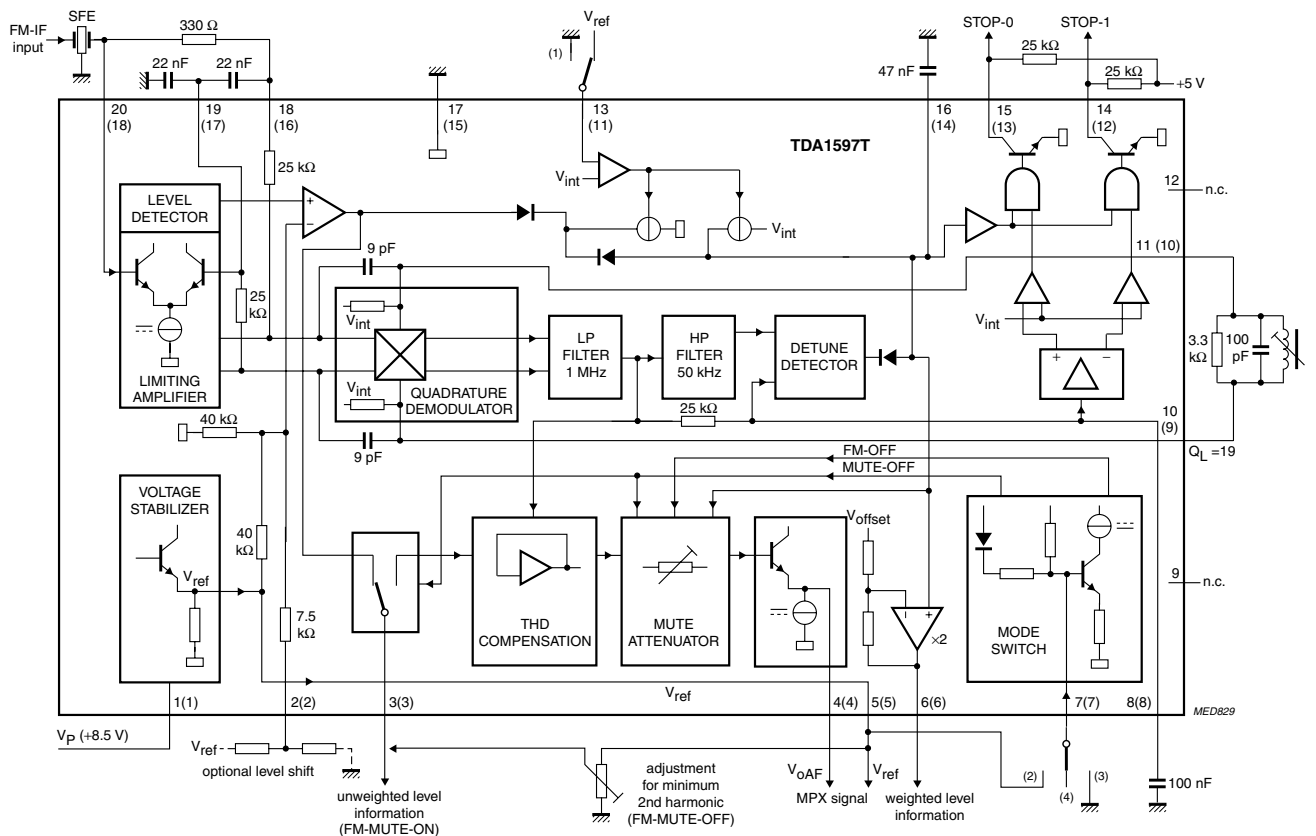 SFE
FM-IF
input
330 Ω
22 nF
22 nF
Vref
(1)
47 nF
STOP-0
STOP-1
25 kΩ
25 kΩ
+5 V
20
(18)
19
(17)
18
(16)
17
(15)
13
(11)
16
(14)
15
(13)
14
(12)
TDA1597T
25 kΩ
Vint
12
n.c.
LEVEL
DETECTOR
+
−
Vint
9 pF
11 (10)
25
kΩ
Vint
Vint
LP
FILTER
1 MHz
HP
FILTER
50 kHz
DETUNE
DETECTOR
+
−
3.3
kΩ
100
pF
LIMITING
AMPLIFIER
Vint
QUADRATURE
DEMODULATOR
40 kΩ
25 kΩ
10
(9)
9 pF
QL =19
FM-OFF
MUTE-OFF
VOLTAGE
STABILIZER
40
kΩ
Voffset
Vref
9
n.c.
7.5
kΩ
THD
COMPENSATION
MUTE
ATTENUATOR
−
+
×2
MODE
SWITCH
Vref
1(1)
2(2)
3(3)
4(4)
5(5)
6(6)
7(7)
8(8)
MED829
VP (+8.5 V)
Vref
optional level shift
unweighted level
information
(FM-MUTE-ON)
adjustment
for minimum
2nd harmonic
(FM-MUTE-OFF)
VoAF
MPX signal
Vref
weighted level
information
(2)
(4)
(3)
100 nF